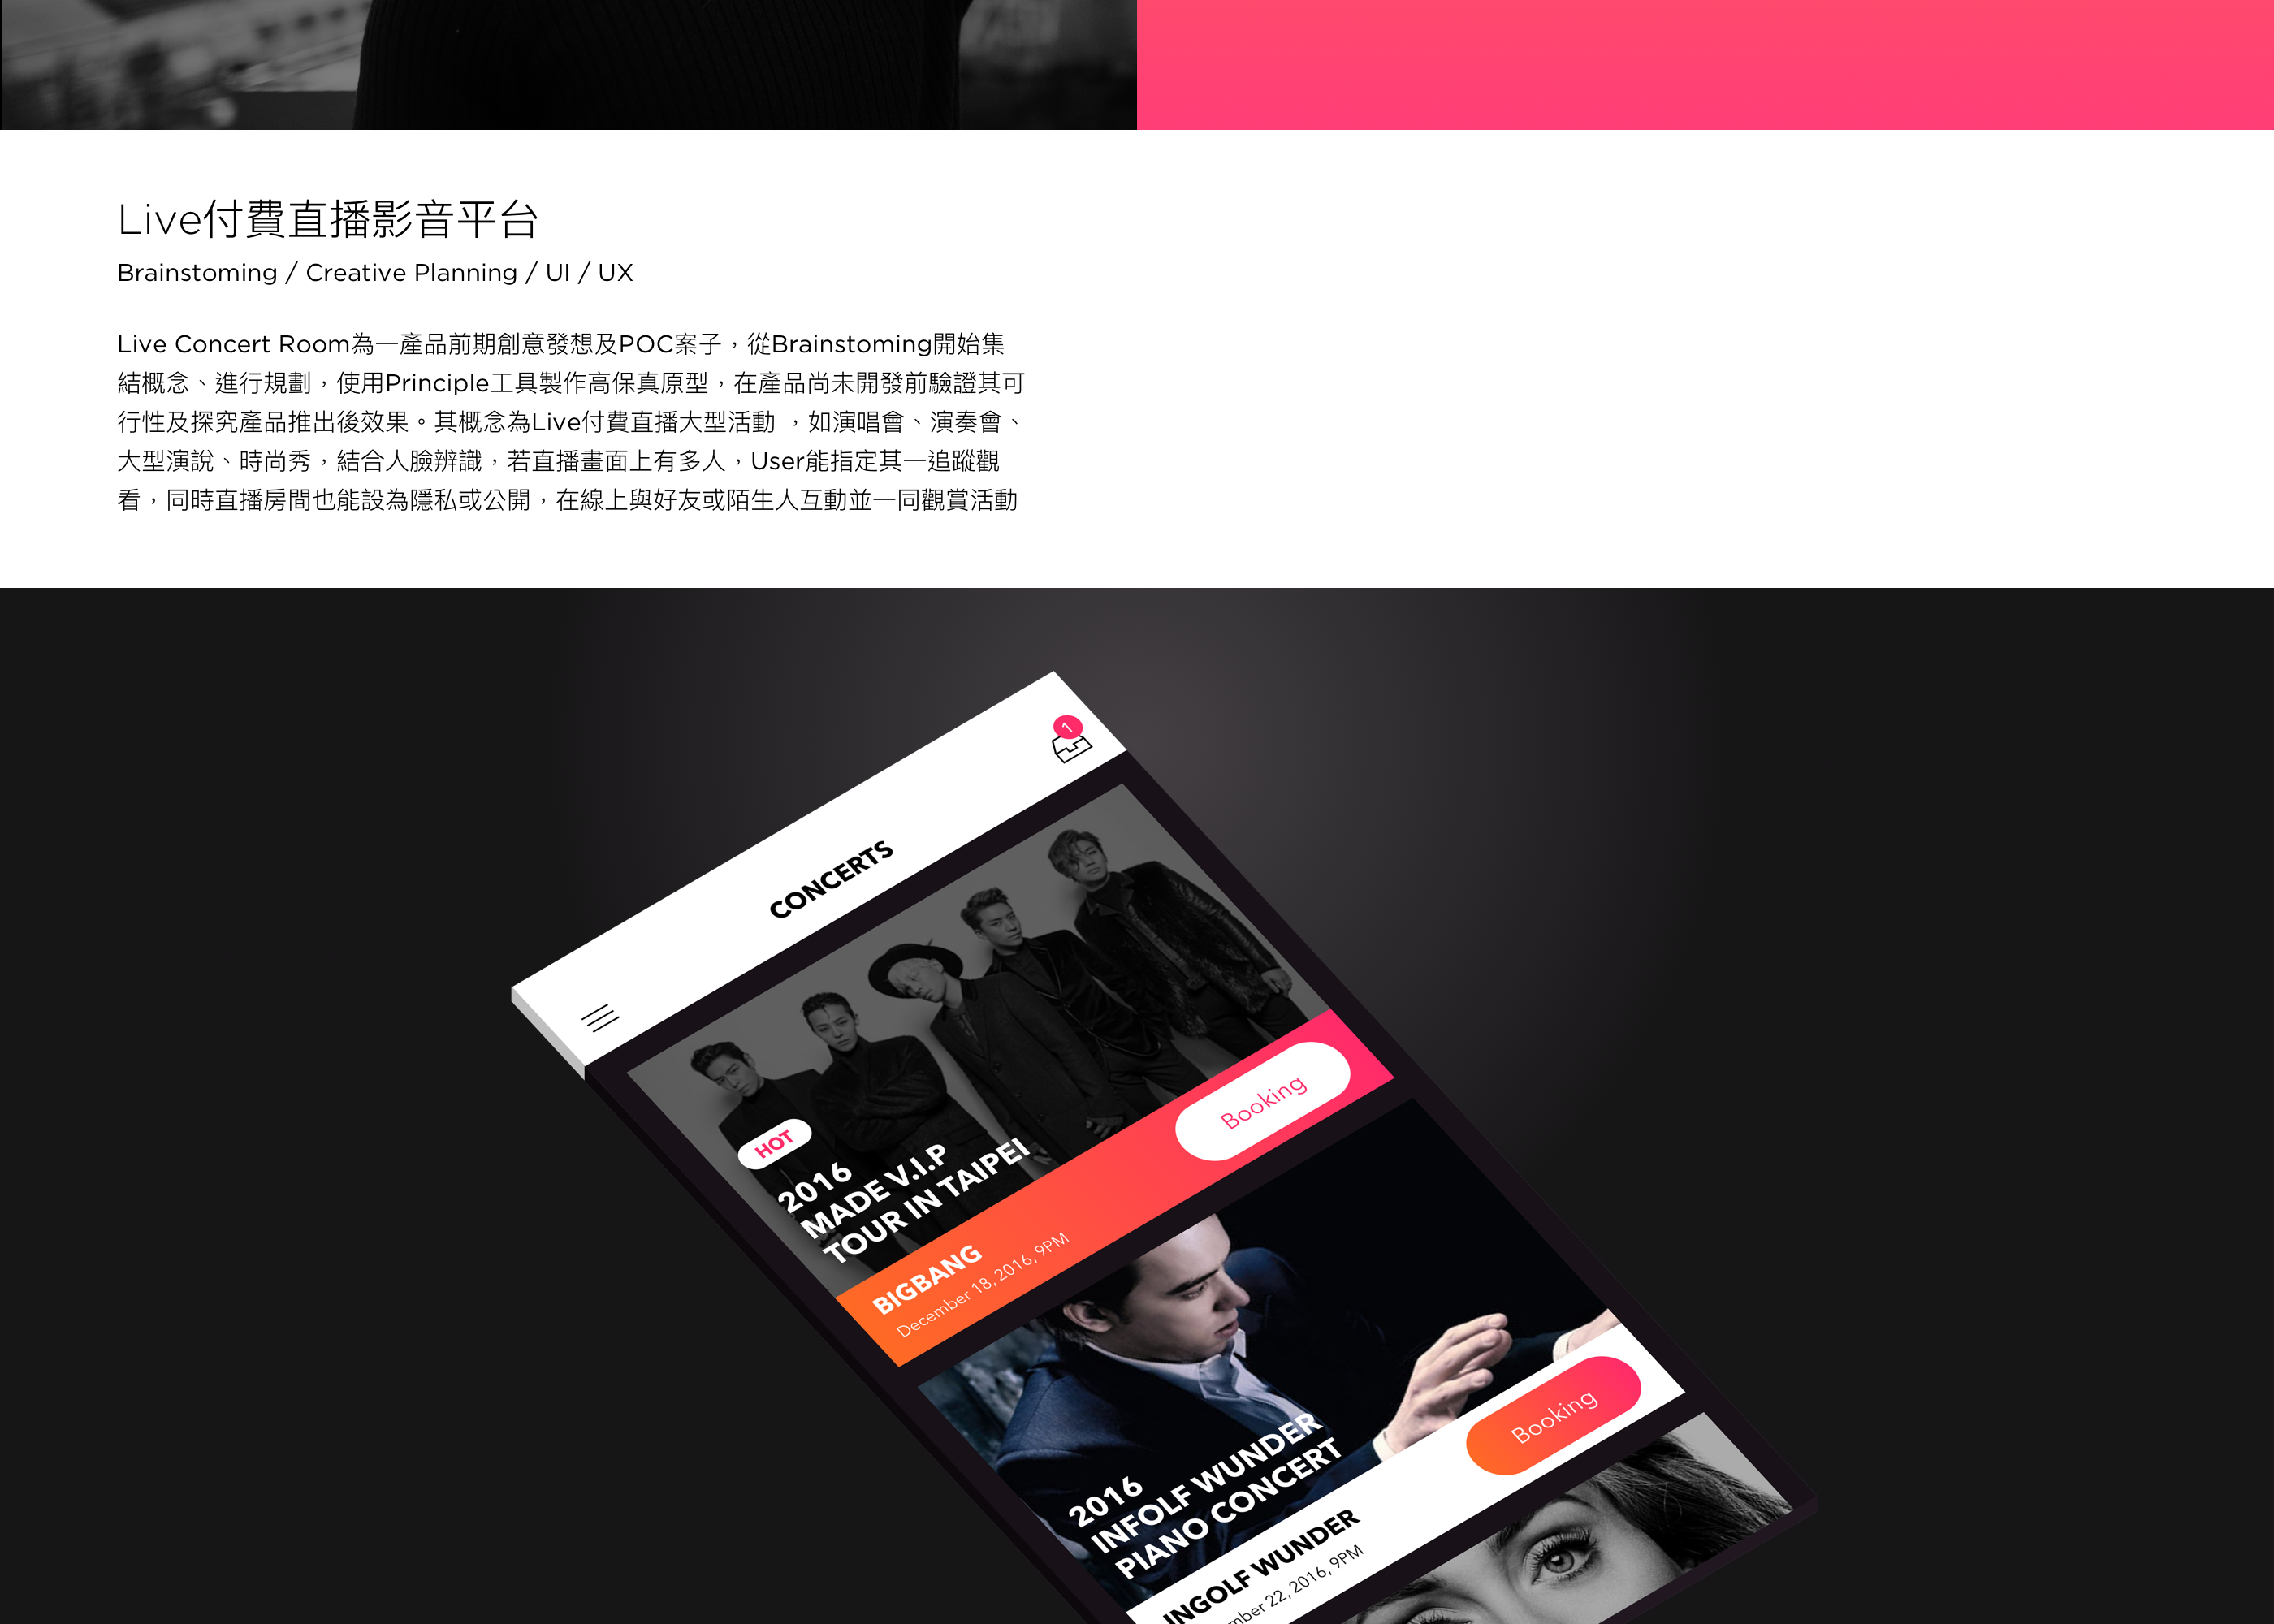 Live付費直播影音平台
Brainstoming / Creative Planning / UI / UX
Live Concert Room為一產品前期創意發想及POC案子，從Brainstoming開始集
結概念、進行規劃，使用Principle工具製作高保真原型，在產品尚未開發前驗證其可
行性及探究產品推出後效果。其概念為Live付費直播大型活動 ，如演唱會、演奏會、
大型演說、時尚秀，結合人臉辨識，若直播畫面上有多人，User能指定其一追蹤觀
看，同時直播房間也能設為隱私或公開，在線上與好友或陌生人互動並一同觀賞活動
1
CONCERTS
HOT
2016
MADE V.I.P
TOUR IN TAIPEI
BIGBANG
December 18, 2016, 9PM
Booking
2016
INFOLF WUNDER
PIANO CONCERT
INGOLF WUNDER
22, 2016, 9PM
Booking